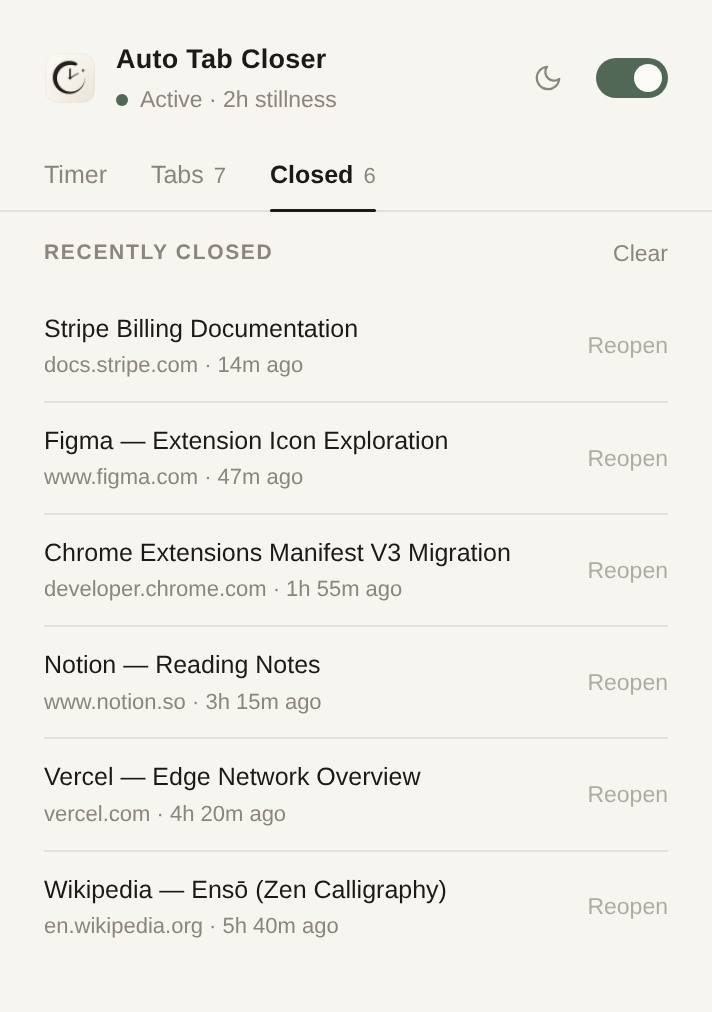 Auto Tab Closer
Active · 2h stillness
Timer
Tabs 7
Closed 6
RECENTLY CLOSED
Clear
Stripe Billing Documentation
docs.stripe.com · 14m ago
Reopen
Figma — Extension Icon Exploration
www.figma.com · 47m ago
Reopen
Chrome Extensions Manifest V3 Migration
developer.chrome.com · 1h 55m ago
Reopen
Notion — Reading Notes
www.notion.so · 3h 15m ago
Reopen
Vercel — Edge Network Overview
vercel.com · 4h 20m ago
Reopen
Wikipedia — Ensō (Zen Calligraphy)
en.wikipedia.org · 5h 40m ago
Reopen